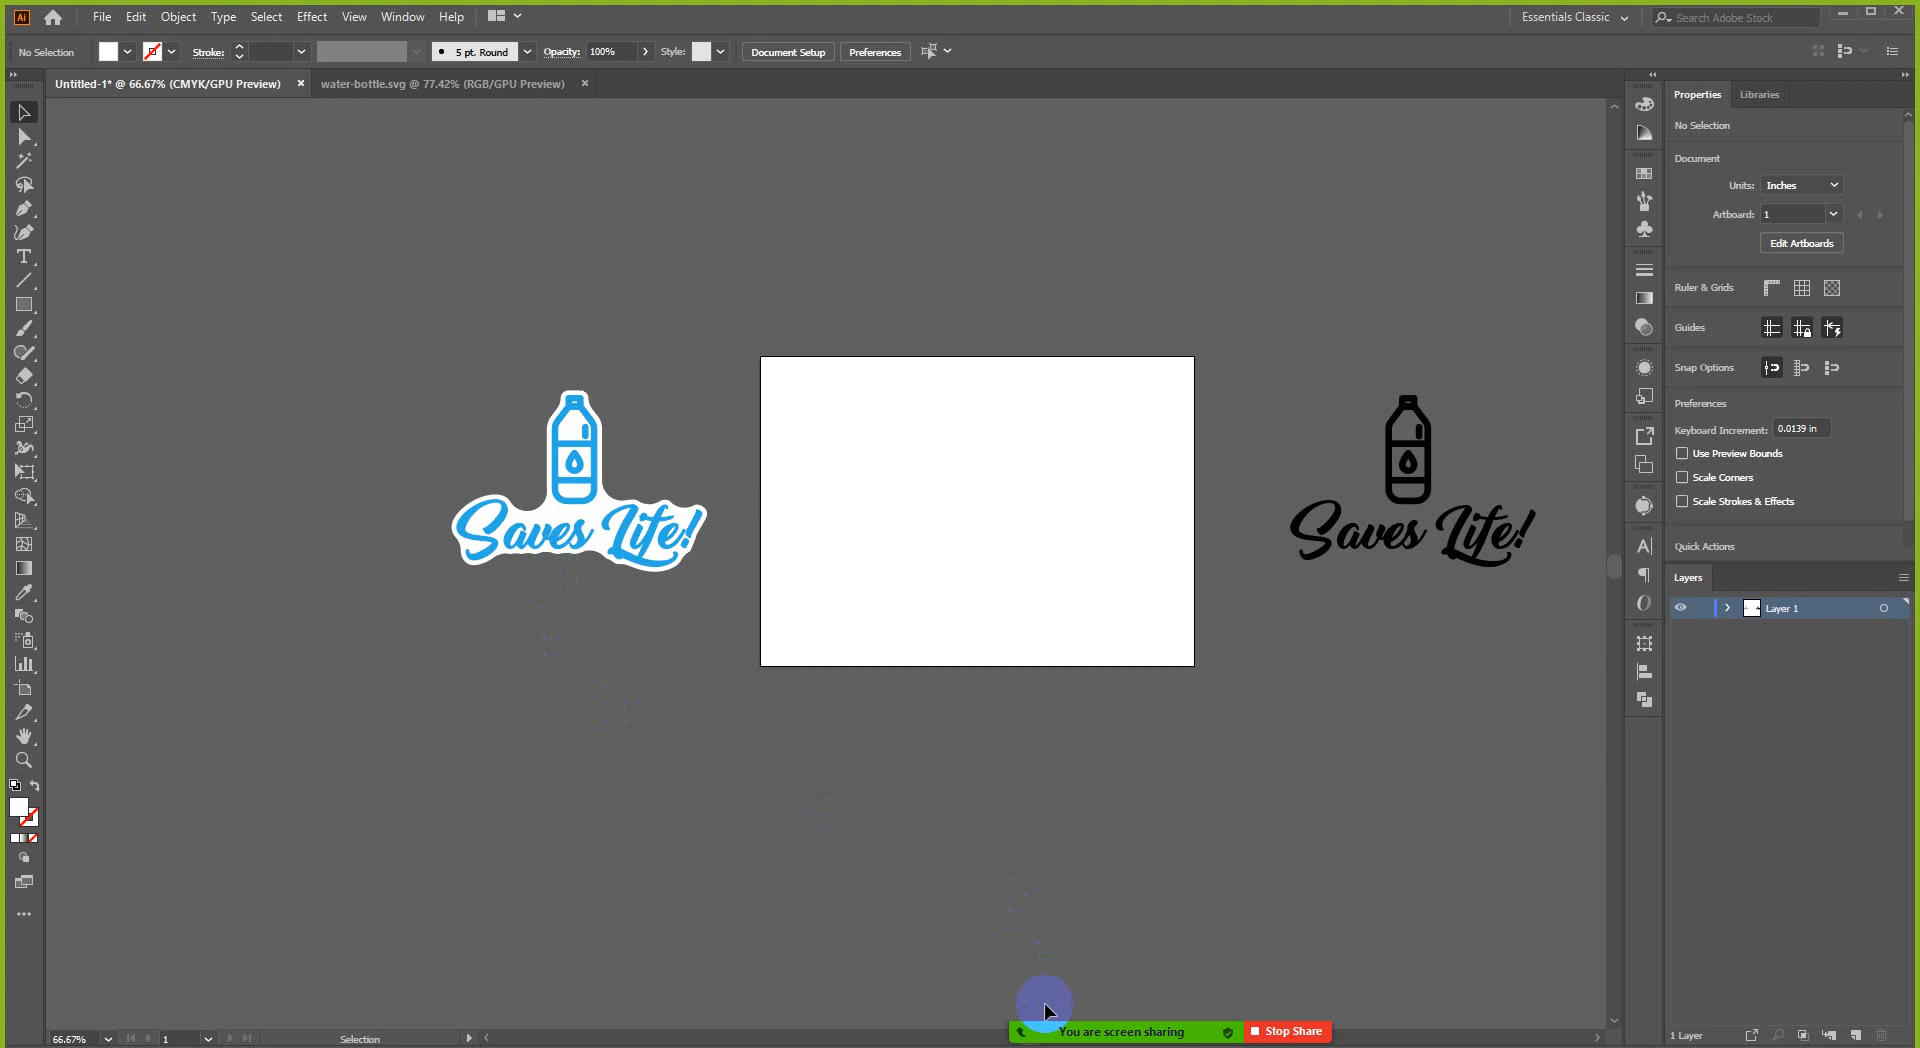 Ai File Edit Object Type Select Effect View Window Help Essentials Classic Search Adobe Stock
No Selection Stroke: 5 pt. Round Opacity: 100% Style: Document Setup Preferences
Untitled-1* @ 66.67% (CMYK/GPU Preview) water-bottle.svg @ 77.42% (RGB/GPU Preview)
Properties Libraries
No Selection
Document
Units: Inches
Artboard: 1
Edit Artboards
Ruler & Grids
Guides
Snap Options
Preferences
Keyboard Increment: 0.0139 in
Use Preview Bounds
Scale Corners
Scale Strokes & Effects
Quick Actions
Layers
Layer 1
Saves Life!
Saves Life!
66.67% 1 Selection
You are screen sharing Stop Share
1 Layer